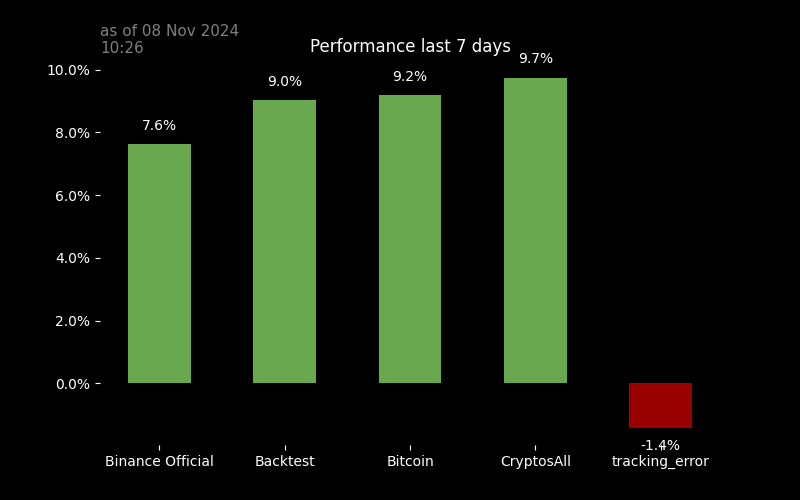 as of 08 Nov 2024
10:26
Performance last 7 days
10.0%
8.0%
6.0%
4.0%
2.0%
0.0%
7.6%
9.0%
9.2%
9.7%
-1.4%
Binance Official
Backtest
Bitcoin
CryptosAll
tracking_error